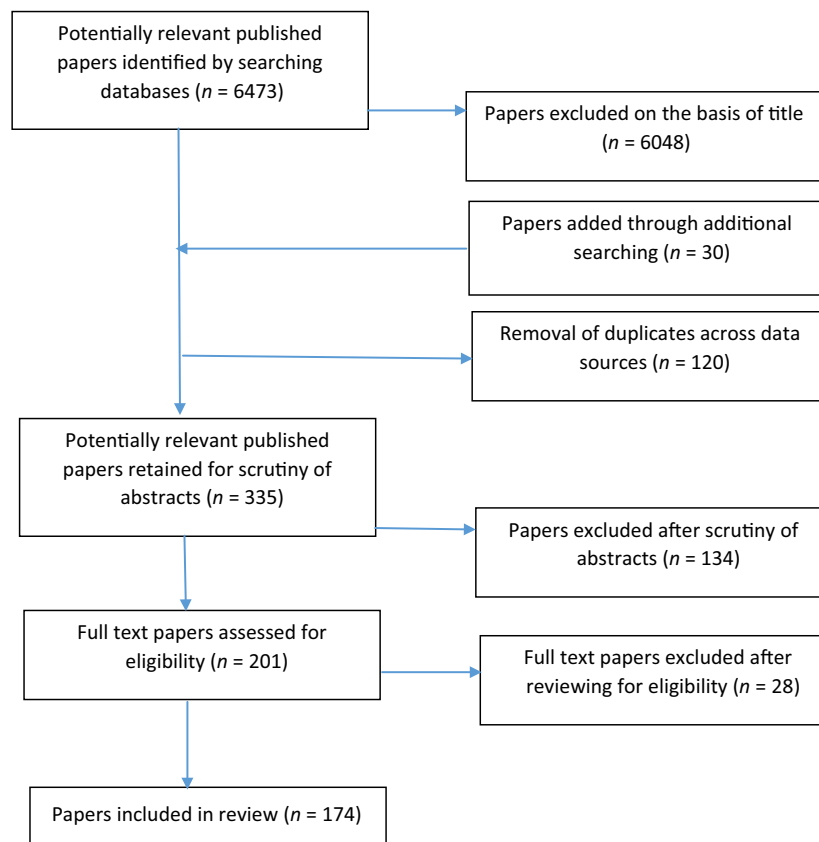 Potentially relevant published
papers identified by searching
databases (n = 6473)
Papers excluded on the basis of title
(n = 6048)
Papers added through additional
searching (n = 30)
Removal of duplicates across data
sources (n = 120)
Potentially relevant published
papers retained for scrutiny of
abstracts (n = 335)
Papers excluded after scrutiny of
abstracts (n = 134)
Full text papers assessed for
eligibility (n = 201)
Full text papers excluded after
reviewing for eligibility (n = 28)
Papers included in review (n = 174)